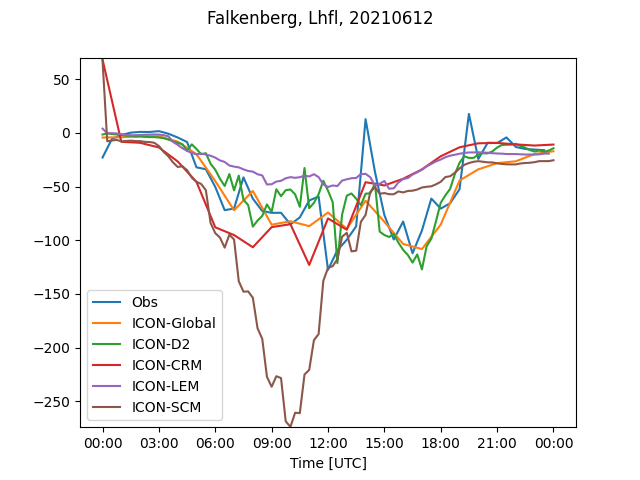 Falkenberg, Lhfl, 20210612
50
0
−50
−100
−150
−200
−250
Obs
ICON-Global
ICON-D2
ICON-CRM
ICON-LEM
ICON-SCM
00:00 03:00 06:00 09:00 12:00 15:00 18:00 21:00 00:00
Time [UTC]